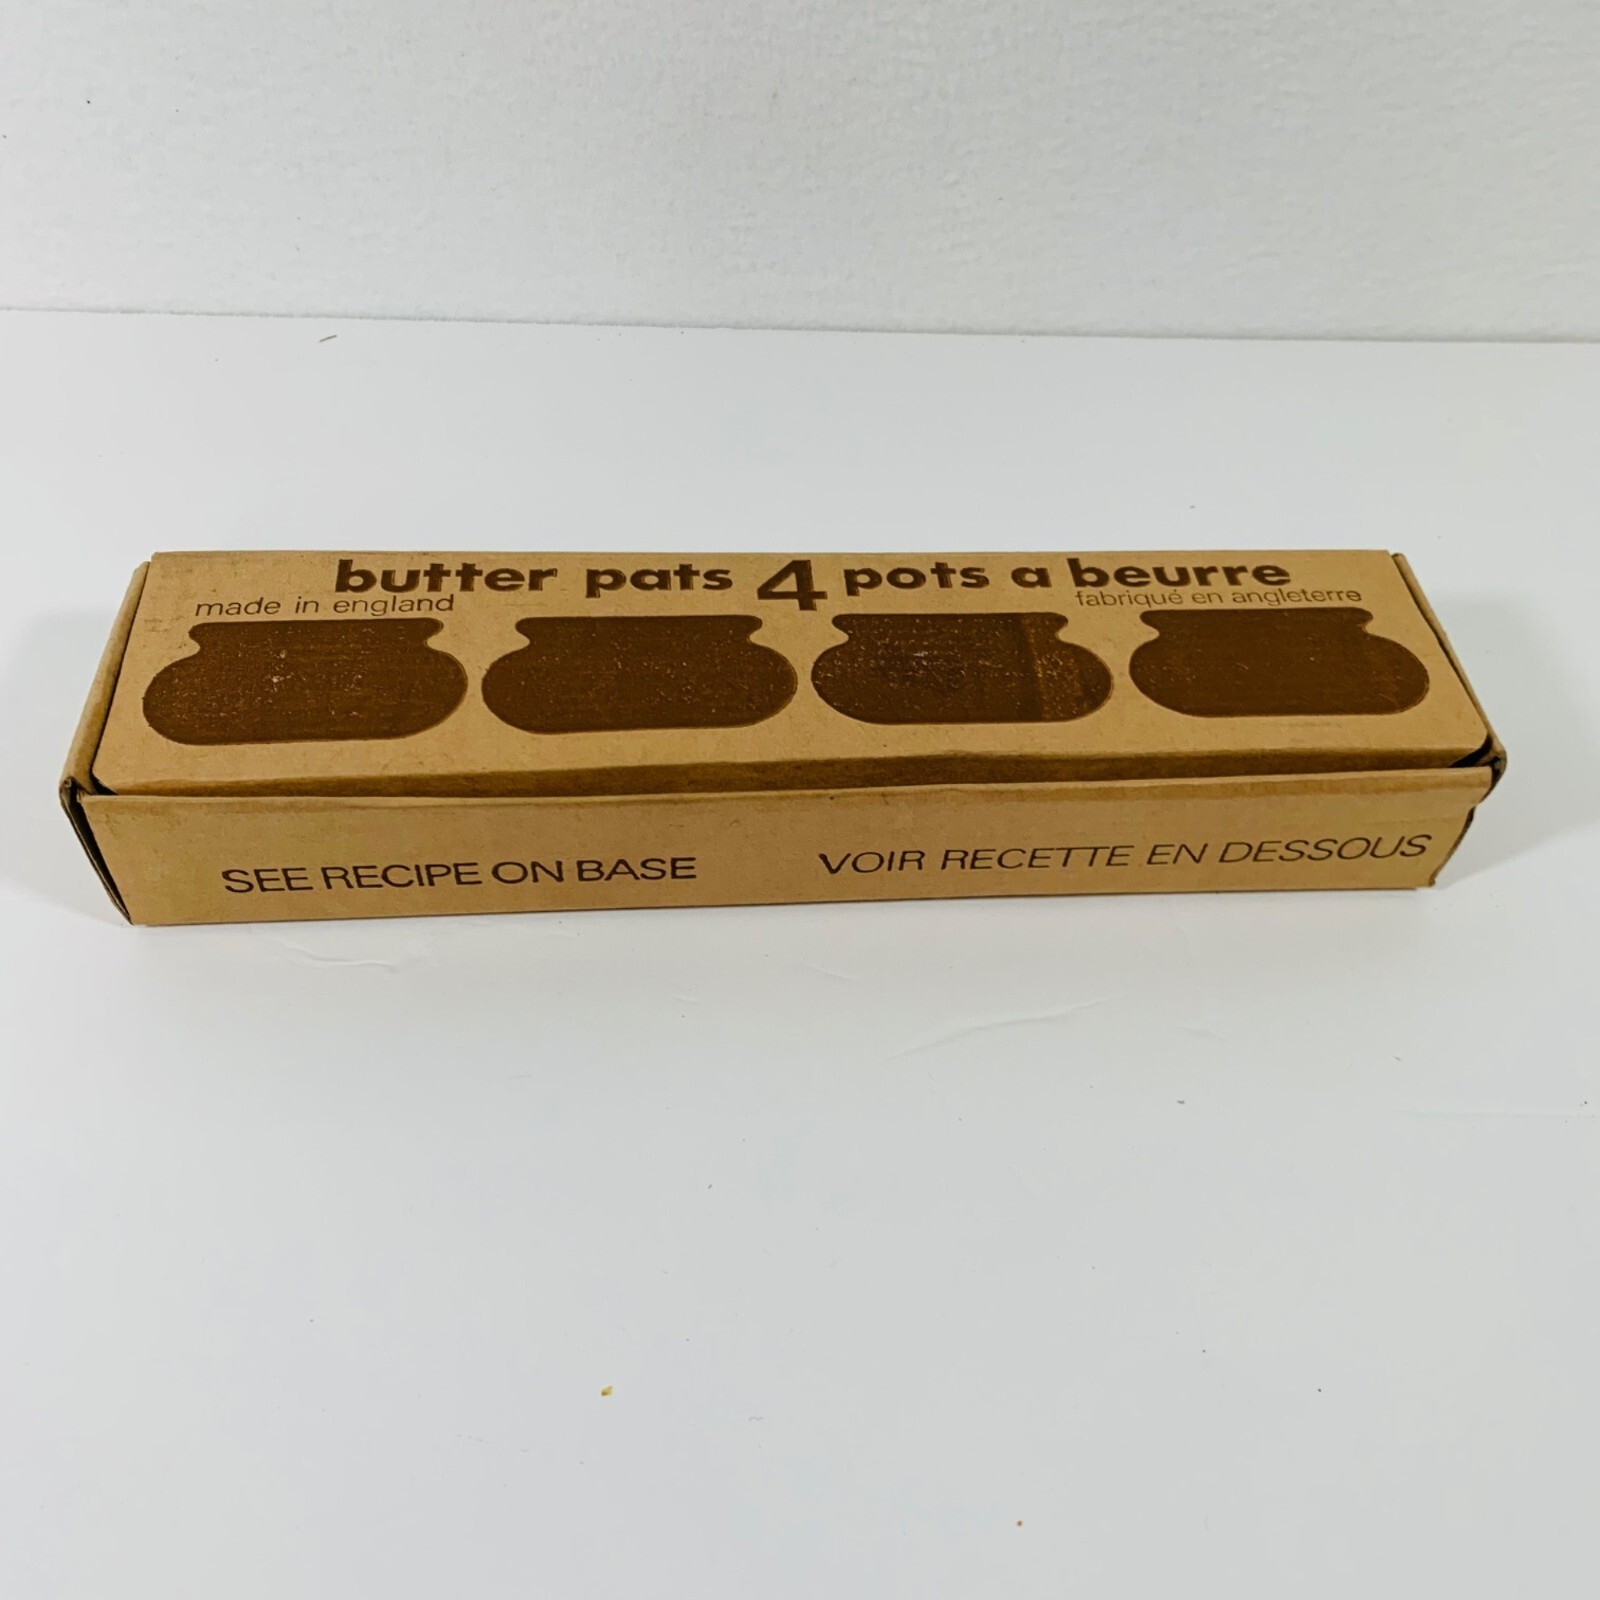 butter pats 4 pots a beurre
made in england fabriqué en angleterre
SEE RECIPE ON BASE VOIR RECETTE EN DESSOUS